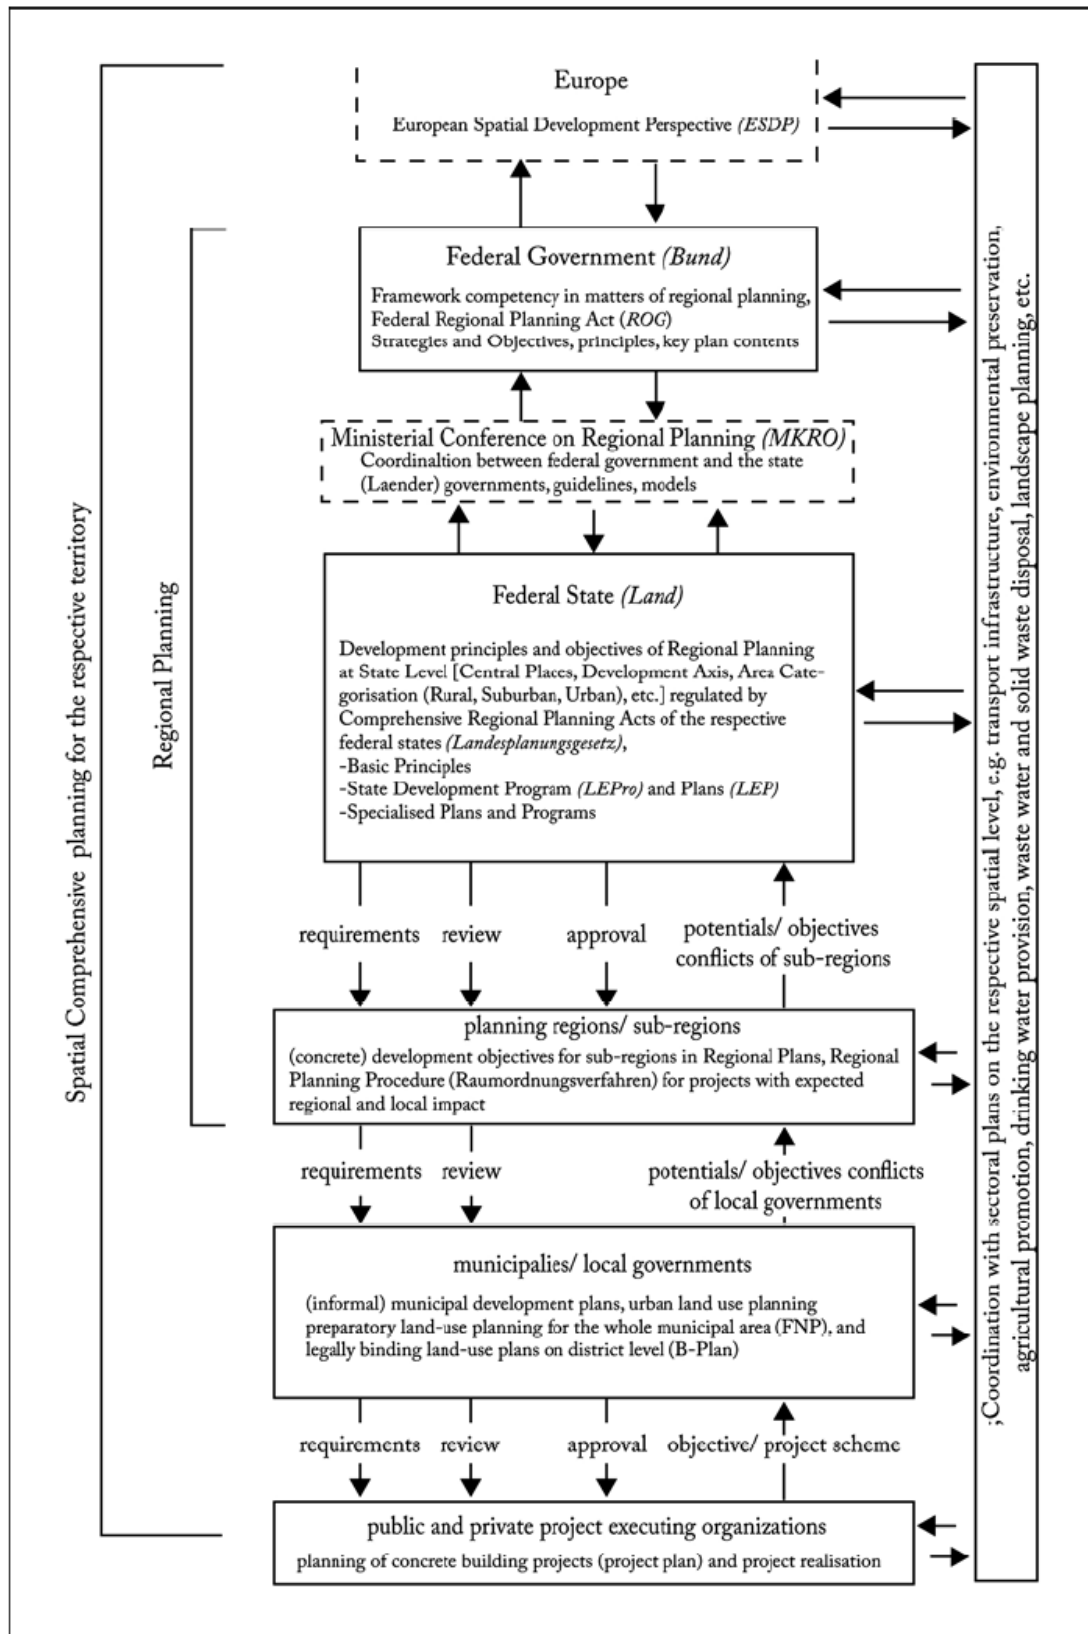 Europe
European Spatial Development Perspective (ESDP)
Federal Government (Bund)
Framework competency in matters of regional planning,
Federal Regional Planning Act (ROG)
Strategies and Objectives, principles, key plan contents
Ministerial Conference on Regional Planning (MKRO)
Coordinaltion between federal government and the state
(Laender) governments, guidelines, models
Federal State (Land)
Development principles and objectives of Regional Planning
at State Level [Central Places, Development Axis, Area Cate-
gorisation (Rural, Suburban, Urban), etc.] regulated by
Comprehensive Regional Planning Acts of the respective
federal states (Landesplanungsgesetz),
-Basic Principles
-State Development Program (LEPro) and Plans (LEP)
-Specialised Plans and Programs
requirements review approval potentials/ objectives
conflicts of sub-regions
planning regions/ sub-regions
(concrete) development objectives for sub-regions in Regional Plans, Regional
Planning Procedure (Raumordnungsverfahren) for projects with expected
regional and local impact
requirements review potentials/ objectives conflicts
of local governments
municipalies/ local governments
(informal) municipal development plans, urban land use planning
preparatory land-use planning for the whole municipal area (FNP), and
legally binding land-use plans on district level (B-Plan)
requirements review approval objective/ project scheme
public and private project executing organizations
planning of concrete building projects (project plan) and project realisation
Spatial Comprehensive planning for the respective territory
Regional Planning
;Coordination with sectoral plans on the respective spatial level, e.g. transport infrastructure, environmental preservation,
agricultural promotion, drinking water provision, waste water and solid waste disposal, landscape planning, etc.